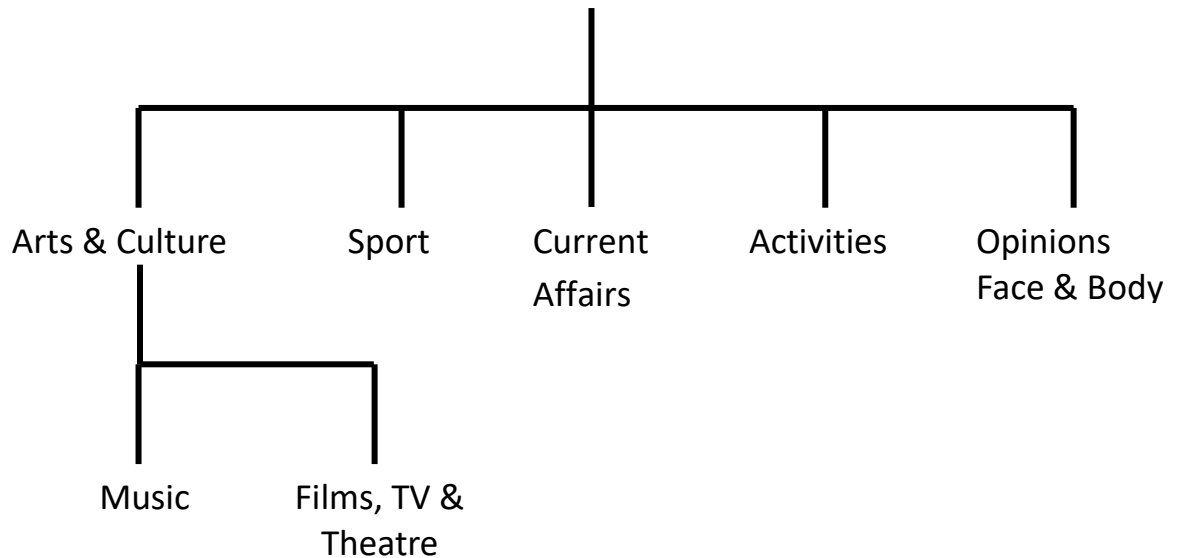 Arts & Culture
Sport
Current
Affairs
Activities
Opinions
Face & Body
Music
Films, TV &
Theatre